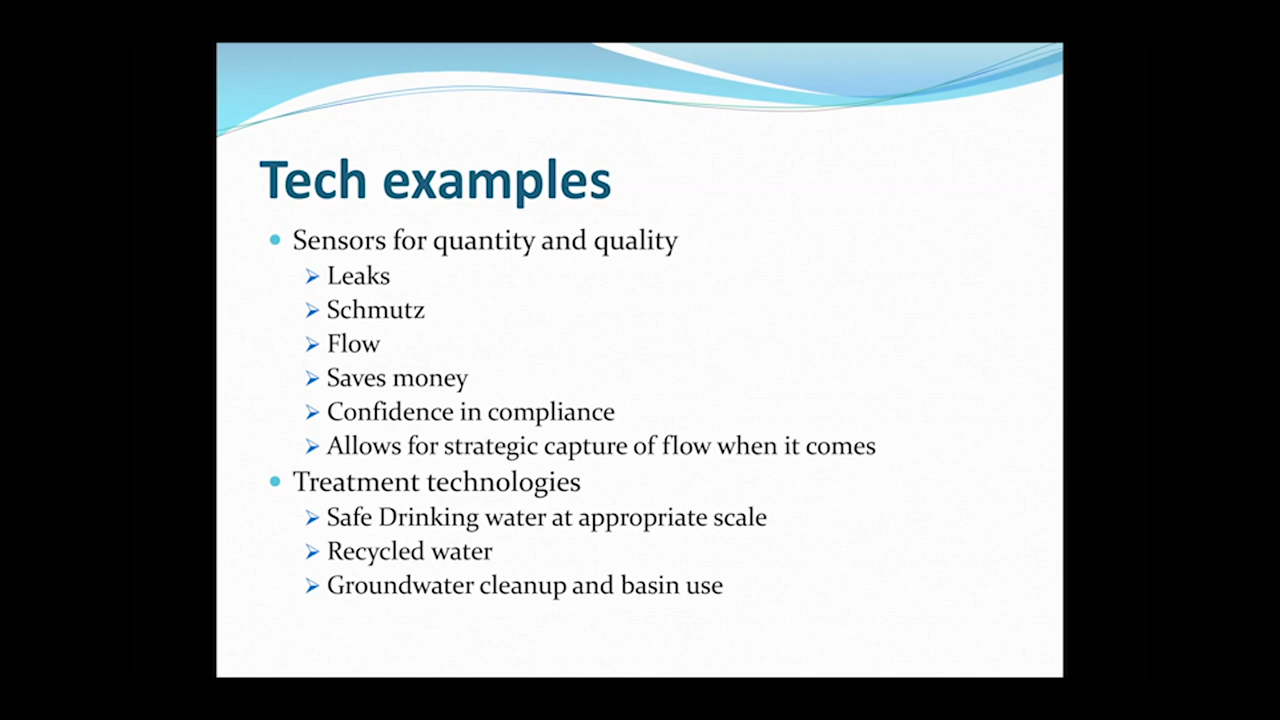 Tech examples
Sensors for quantity and quality
Leaks
Schmutz
Flow
Saves money
Confidence in compliance
Allows for strategic capture of flow when it comes
Treatment technologies
Safe Drinking water at appropriate scale
Recycled water
Groundwater cleanup and basin use